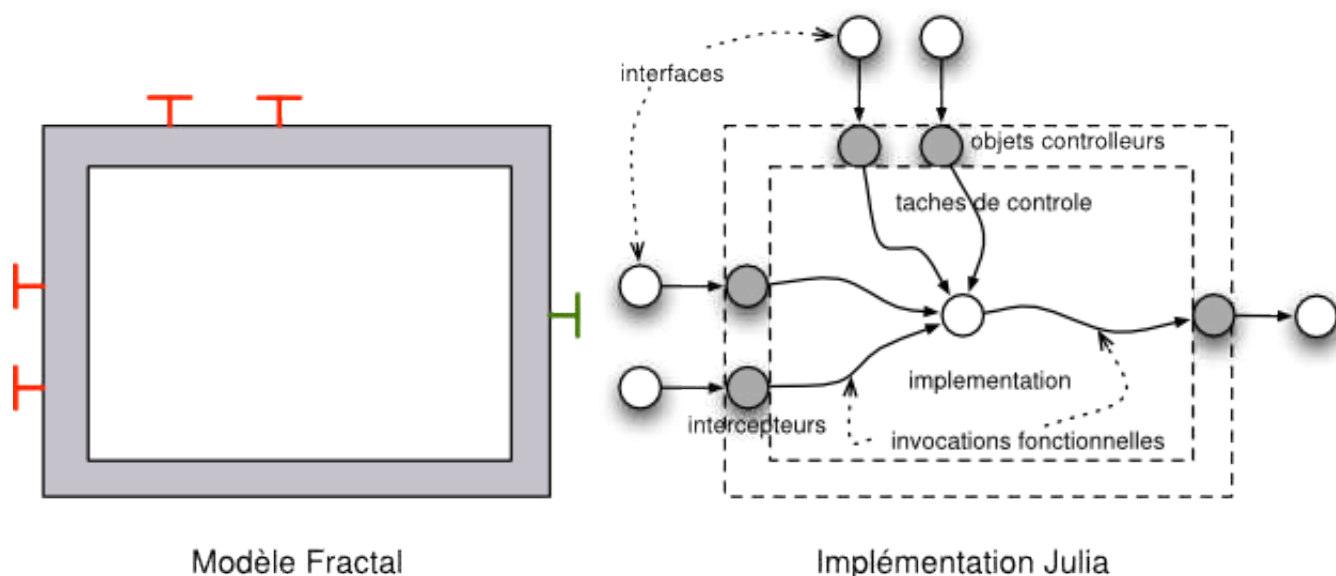 interfaces
objets controlleurs
taches de controle
implementation
intercepteurs
invocations fonctionnelles
Modèle Fractal
Implémentation Julia